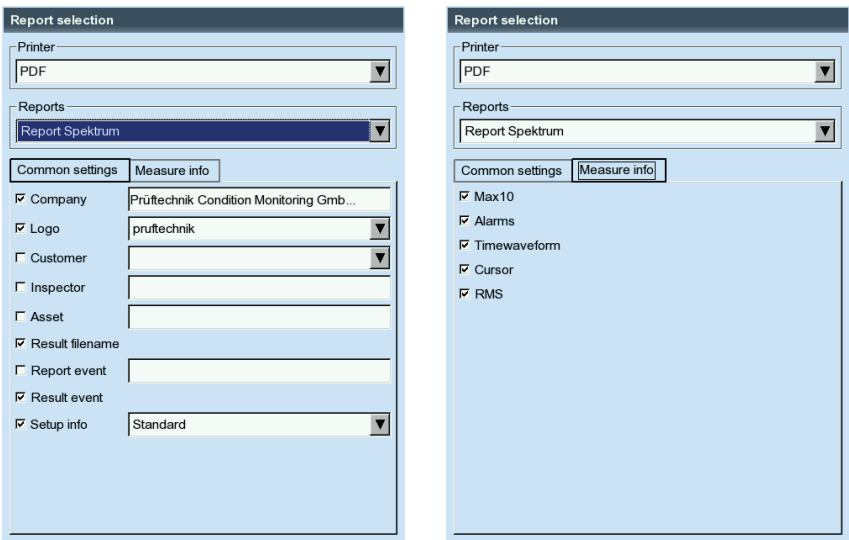 Report selection
Printer
PDF
Reports
Report Spektrum
Common settings Measure info
Company Prüftechnik Condition Monitoring Gmb...
Logo pruftechnik
Customer
Inspector
Asset
Result filename
Report event
Result event
Setup info Standard
Report selection
Printer
PDF
Reports
Report Spektrum
Common settings Measure info
Max10
Alarms
Timewaveform
Cursor
RMS